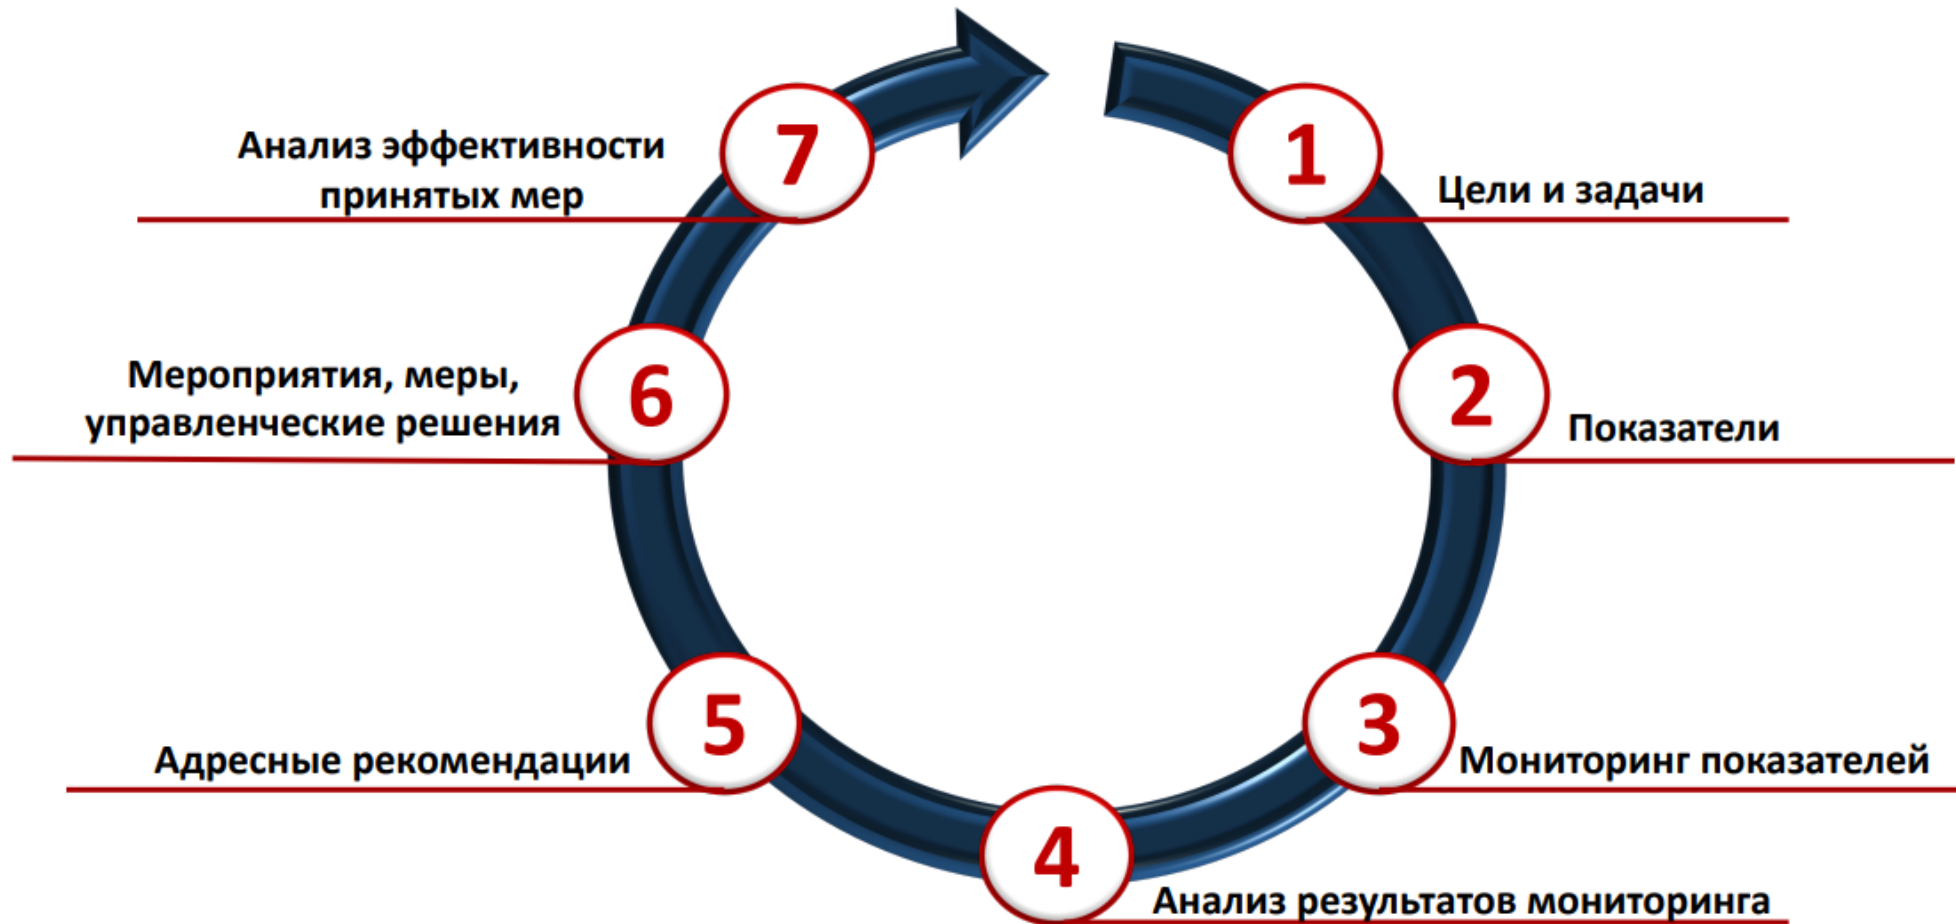 1
Цели и задачи
2
Показатели
3
Мониторинг показателей
4
Анализ результатов мониторинга
5
Адресные рекомендации
6
Мероприятия, меры,
управленческие решения
7
Анализ эффективности
принятых мер